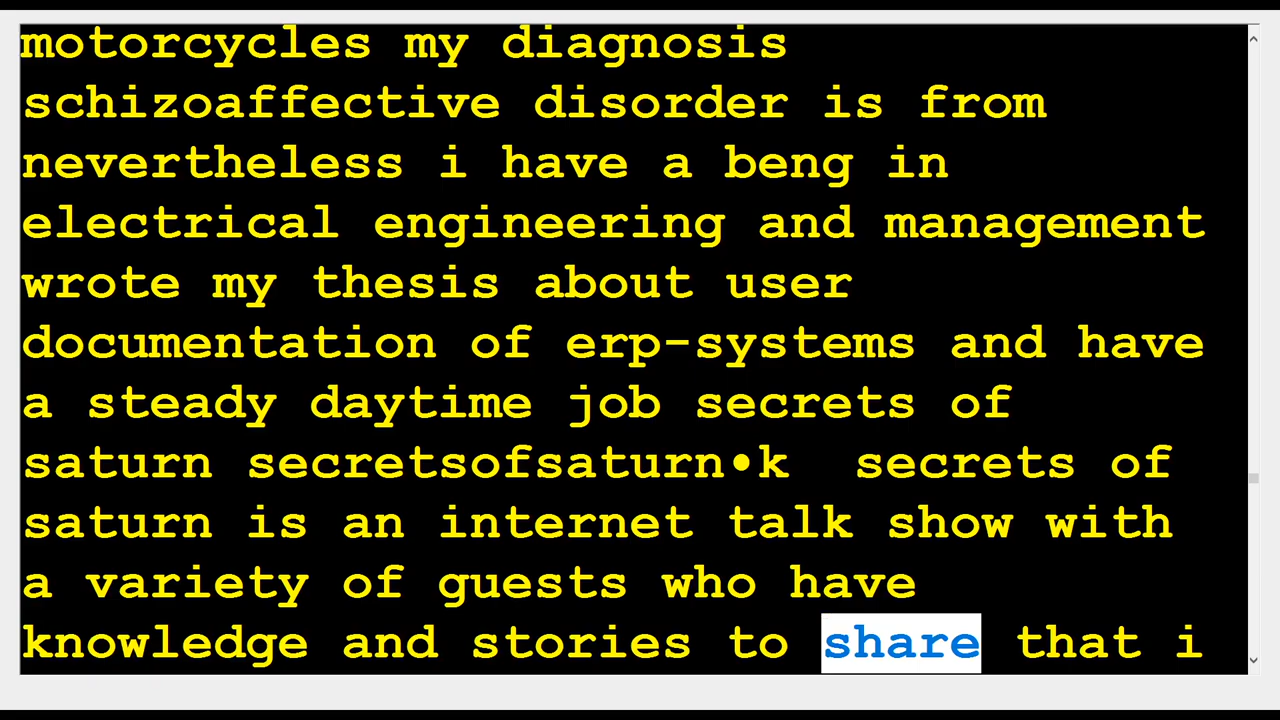 motorcycles my diagnosis
schizoaffective disorder is from
nevertheless i have a beng in
electrical engineering and management
wrote my thesis about user
documentation of erp-systems and have
a steady daytime job secrets of
saturn secretsofsaturn•k  secrets of
saturn is an internet talk show with
a variety of guests who have
knowledge and stories to share that i